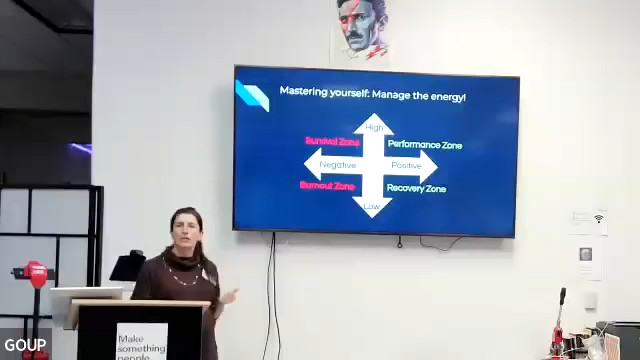 Mastering yourself: Manage the energy!
High
Survival Zone
Performance Zone
Negative
Positive
Burnout Zone
Recovery Zone
Low
Make
something
people
GOUP